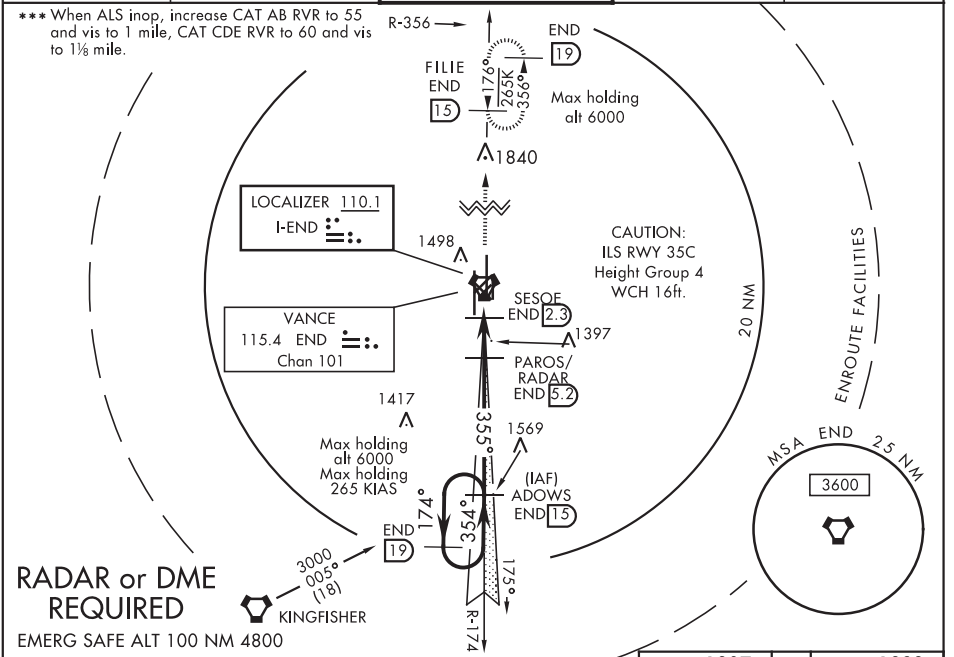 *** When ALS inop, increase CAT AB RVR to 55
and vis to 1 mile, CAT CDE RVR to 60 and vis
to 1⅛ mile.
R-356
END
19
FILIE
END
15
176°
265K
356°
Max holding
alt 6000
1840
LOCALIZER 110.1
I-END
1498
CAUTION:
ILS RWY 35C
Height Group 4
WCH 16ft.
VANCE
115.4 END
Chan 101
SESOE
END 2.3
1397
PAROS/
RADAR
END 5.2
20 NM
ENROUTE FACILITIES
1417
355°
1569
Max holding
alt 6000
Max holding
265 KIAS
(IAF)
ADOWS
END 15
174°
354°
END
19
175°
R-174
MSA END 25 NM
3600
3000
005°
(18)
KINGFISHER
RADAR or DME
REQUIRED
EMERG SAFE ALT 100 NM 4800